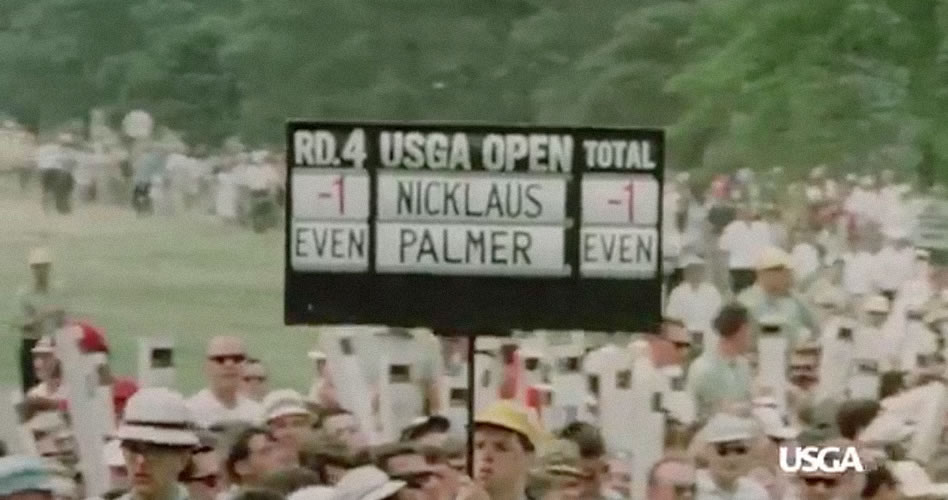 RD.4 USGA OPEN TOTAL
-1 NICKLAUS -1
EVEN PALMER EVEN
USGA